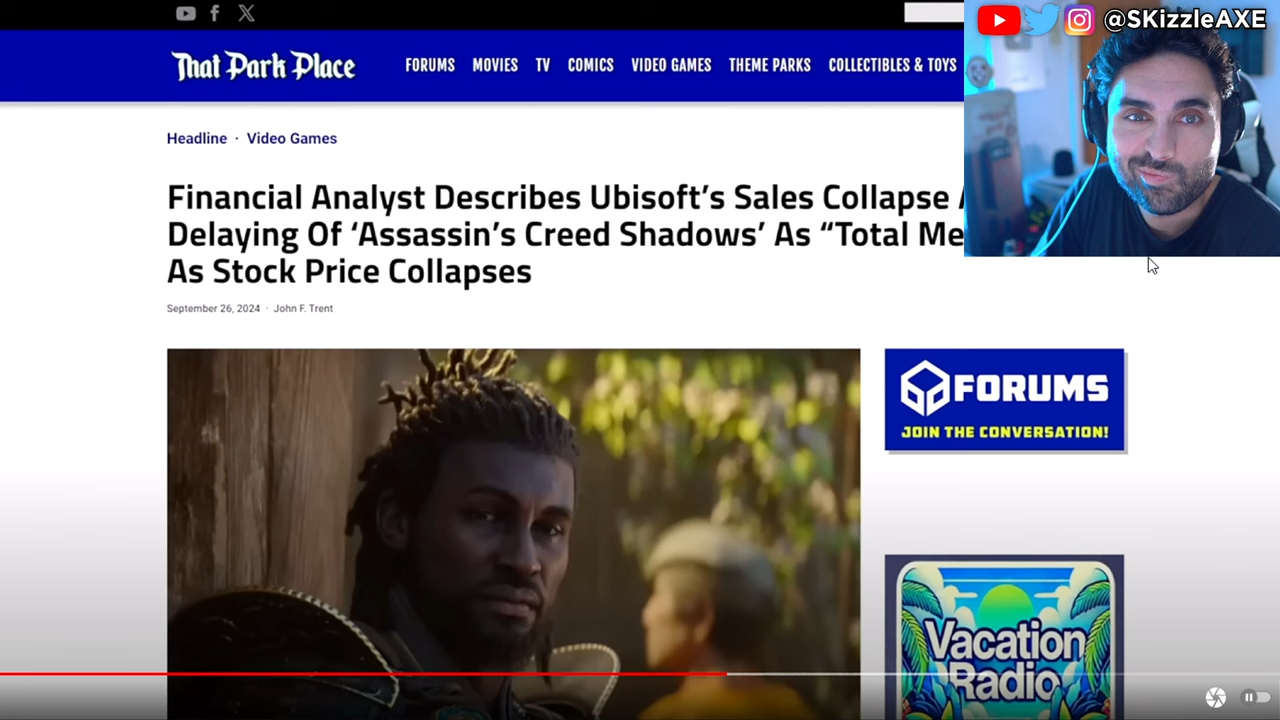 @SKizzleAXE
That Park Place
FORUMS MOVIES TV COMICS VIDEO GAMES THEME PARKS COLLECTIBLES & TOYS
Headline · Video Games
Financial Analyst Describes Ubisoft's Sales Collapse
Delaying Of 'Assassin's Creed Shadows' As “Total
As Stock Price Collapses
September 26, 2024 · John F. Trent
FORUMS
JOIN THE CONVERSATION!
Vacation
Radio